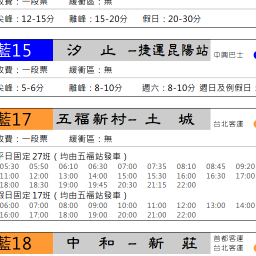 收費：一段票 緩衝區：無
尖峰：12-15分 離峰：15-20分 假日：20-30分
藍15 汐止－捷運昆陽站 中興巴士
收費：一段票 緩衝區：無
尖峰：5-6分 離峰：8-10分 週六：8-10分 週日及例假日：
藍17 五福新村－土城 台北客運
收費：一段票 緩衝區：無
平日固定27班（均由五福站發車）
05:30 05:50 06:10 06:30 07:00 07:35 08:10 08:45 09:20
11:00 12:00 13:00 14:00 15:00 15:30 16:00 16:30 17:00
18:00 18:30 19:00 19:45 20:30 21:15 22:00
假日固定17班（均由五福站發車）
06:00 07:00 08:00 09:00 10:00 11:00 12:00 13:00 14:00
16:00 17:00 18:00 19:00 20:00 21:00 22:00
藍18 中和－新莊 首都客運
台北客運